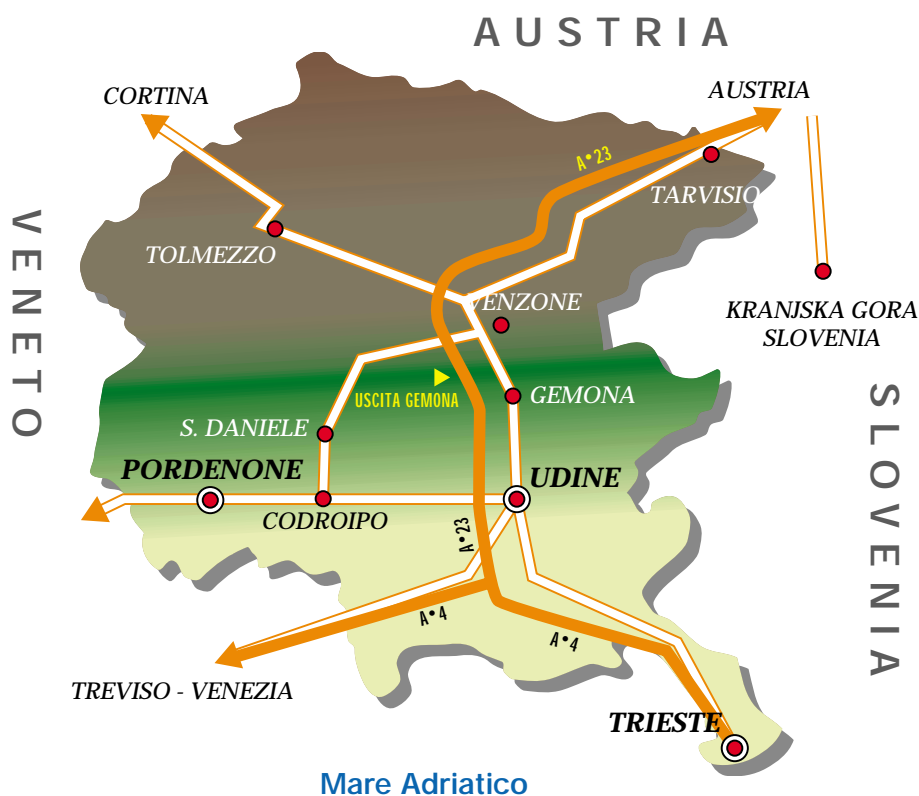 AUSTRIA
CORTINA
AUSTRIA
A•23
TARVISIO
VENETO
TOLMEZZO
VENZONE
KRANJSKA GORA
SLOVENIA
USCITA GEMONA
GEMONA
S. DANIELE
SLOVENIA
PORDENONE
UDINE
CODROIPO
A•23
A•4
A•4
TREVISO - VENEZIA
TRIESTE
Mare Adriatico